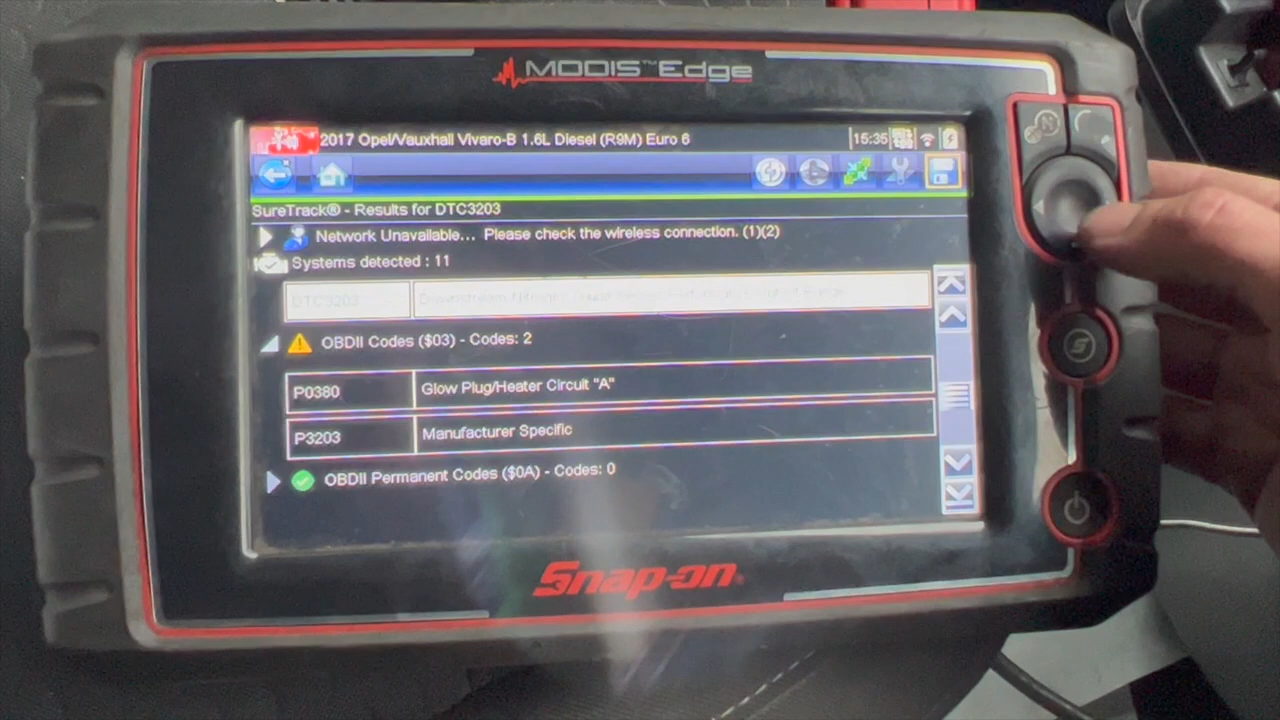 MODIS™ Edge
2017 Opel/Vauxhall Vivaro-B 1.6L Diesel (R9M) Euro 6
15:35
SureTrack® - Results for DTC3203
Network Unavailable... Please check the wireless connection. (1)(2)
Systems detected : 11
DTC3203
OBDII Codes ($03) - Codes: 2
P0380 Glow Plug/Heater Circuit "A"
P3203 Manufacturer Specific
OBDII Permanent Codes ($0A) - Codes: 0
Snap-on